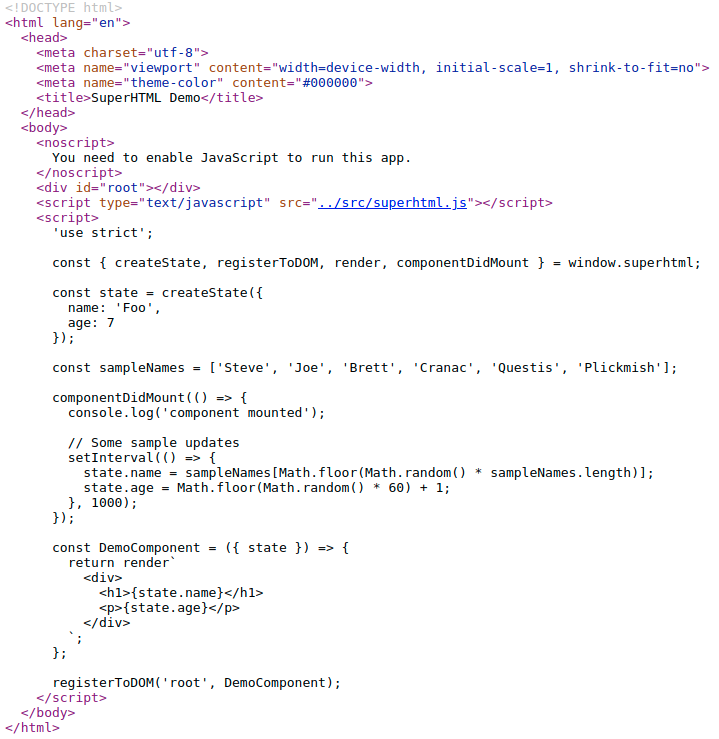 <!DOCTYPE html>
<html lang="en">
  <head>
    <meta charset="utf-8">
    <meta name="viewport" content="width=device-width, initial-scale=1, shrink-to-fit=no">
    <meta name="theme-color" content="#000000">
    <title>SuperHTML Demo</title>
  </head>
  <body>
    <noscript>
      You need to enable JavaScript to run this app.
    </noscript>
    <div id="root"></div>
    <script type="text/javascript" src="../src/superhtml.js"></script>
    <script>
      'use strict';

      const { createState, registerToDOM, render, componentDidMount } = window.superhtml;

      const state = createState({
        name: 'Foo',
        age: 7
      });

      const sampleNames = ['Steve', 'Joe', 'Brett', 'Cranac', 'Questis', 'Plickmish'];

      componentDidMount(() => {
        console.log('component mounted');

        // Some sample updates
        setInterval(() => {
          state.name = sampleNames[Math.floor(Math.random() * sampleNames.length)];
          state.age = Math.floor(Math.random() * 60) + 1;
        }, 1000);
      });

      const DemoComponent = ({ state }) => {
        return render`
          <div>
            <h1>{state.name}</h1>
            <p>{state.age}</p>
          </div>
        `;
      };

      registerToDOM('root', DemoComponent);
    </script>
  </body>
</html>